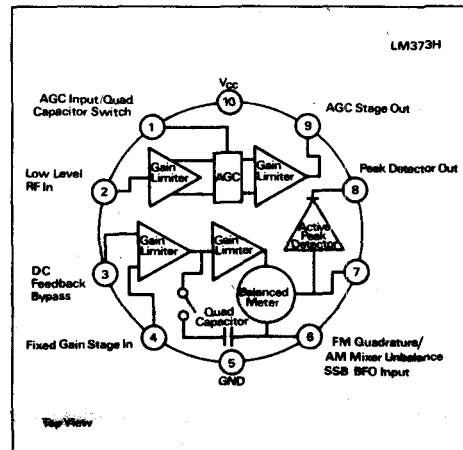 LM373H
VCC
10
AGC Input/Quad
Capacitor Switch
1
9
AGC Stage Out
Gain
Limiter
AGC
Gain
Limiter
Low Level
RF In
2
8
Peak Detector Out
Gain
Limiter
Gain
Limiter
Active
Peak
Detector
DC
Feedback
Bypass
3
7
Balanced
Meter
Quad
Capacitor
Fixed Gain Stage In
4
5
GND
6
FM Quadrature/
AM Mixer Unbalance
SSB BFO Input
Top View